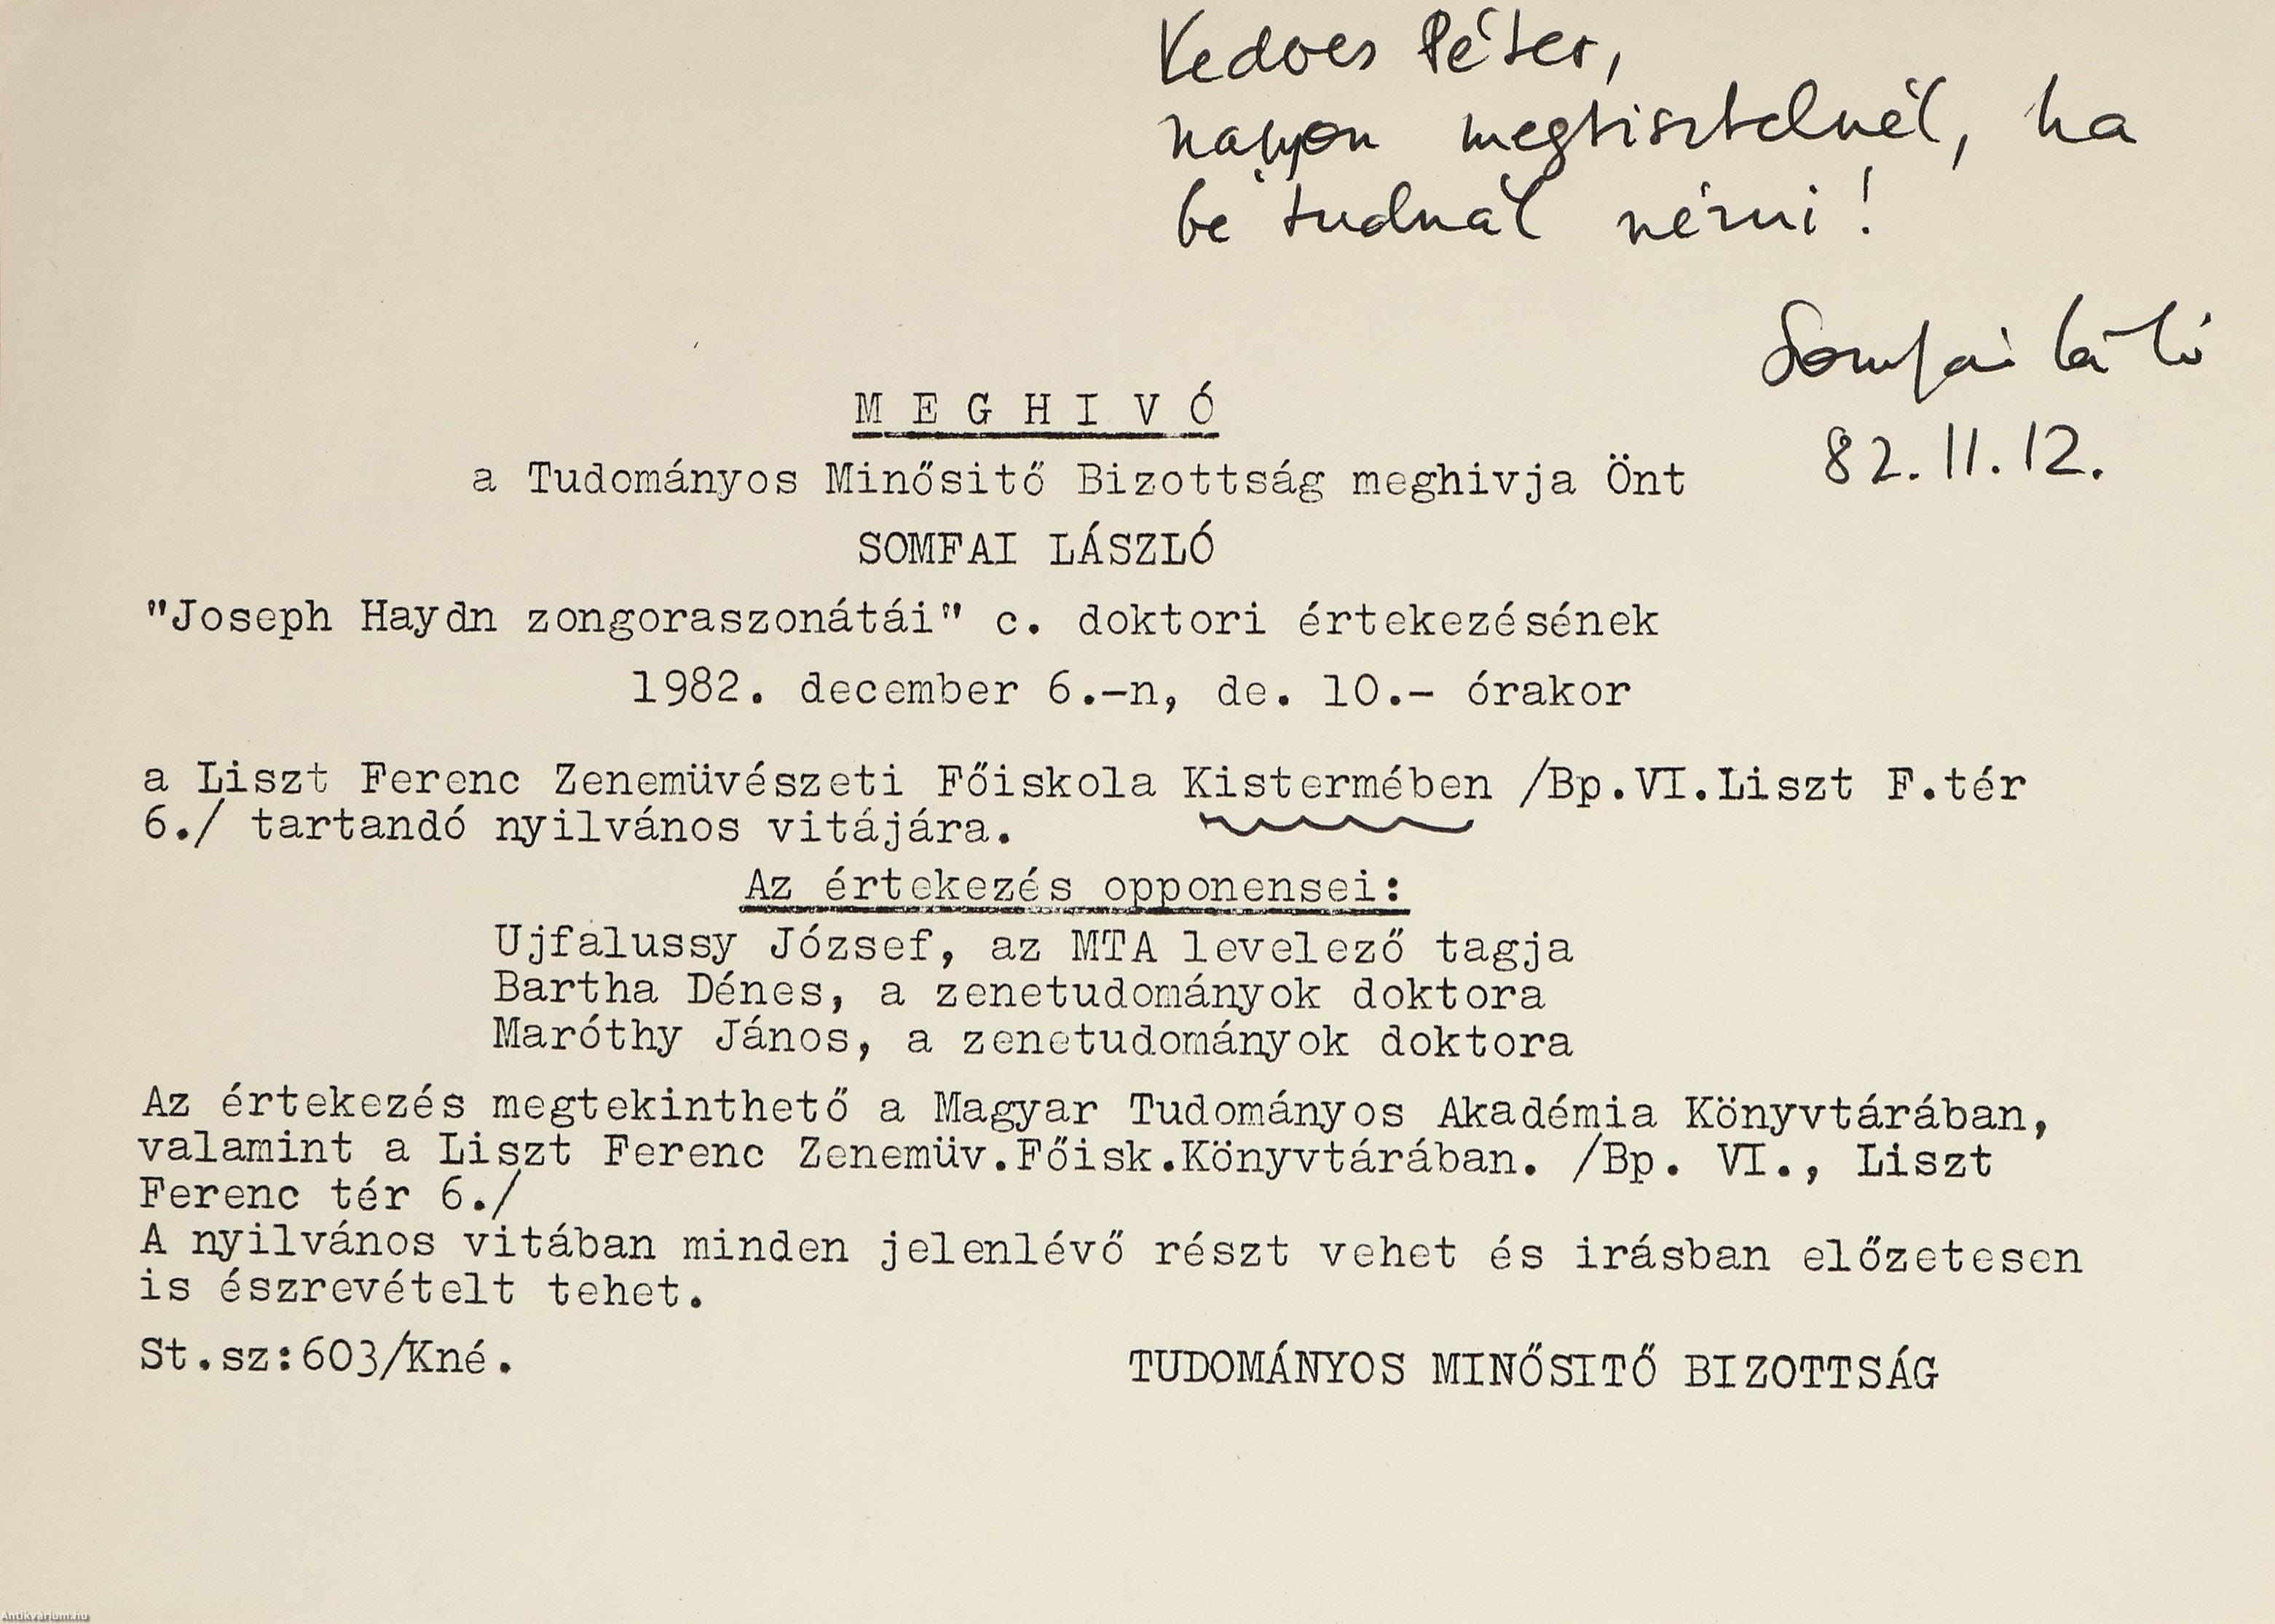 Kedves Péter,
nagyon megtisztelnél, ha
be tudnál nézni!
Somfai Laci
82.11.12.
M E G H I V Ó
a Tudományos Minősitő Bizottság meghivja Önt
SOMFAI LÁSZLÓ
"Joseph Haydn zongoraszonátái" c. doktori értekezésének
1982. december 6.-n, de. 10.- órakor
a Liszt Ferenc Zenemüvészeti Főiskola Kistermében /Bp.VI.Liszt F.tér
6./ tartandó nyilvános vitájára.
Az értekezés opponensei:
Ujfalussy József, az MTA levelező tagja
Bartha Dénes, a zenetudományok doktora
Maróthy János, a zenetudományok doktora
Az értekezés megtekinthető a Magyar Tudományos Akadémia Könyvtárában,
valamint a Liszt Ferenc Zenemüv.Főisk.Könyvtárában. /Bp. VI., Liszt
Ferenc tér 6./
A nyilvános vitában minden jelenlévő részt vehet és irásban előzetesen
is észrevételt tehet.
St.sz:603/Kné.
TUDOMÁNYOS MINŐSITŐ BIZOTTSÁG
Antikvárium.hu